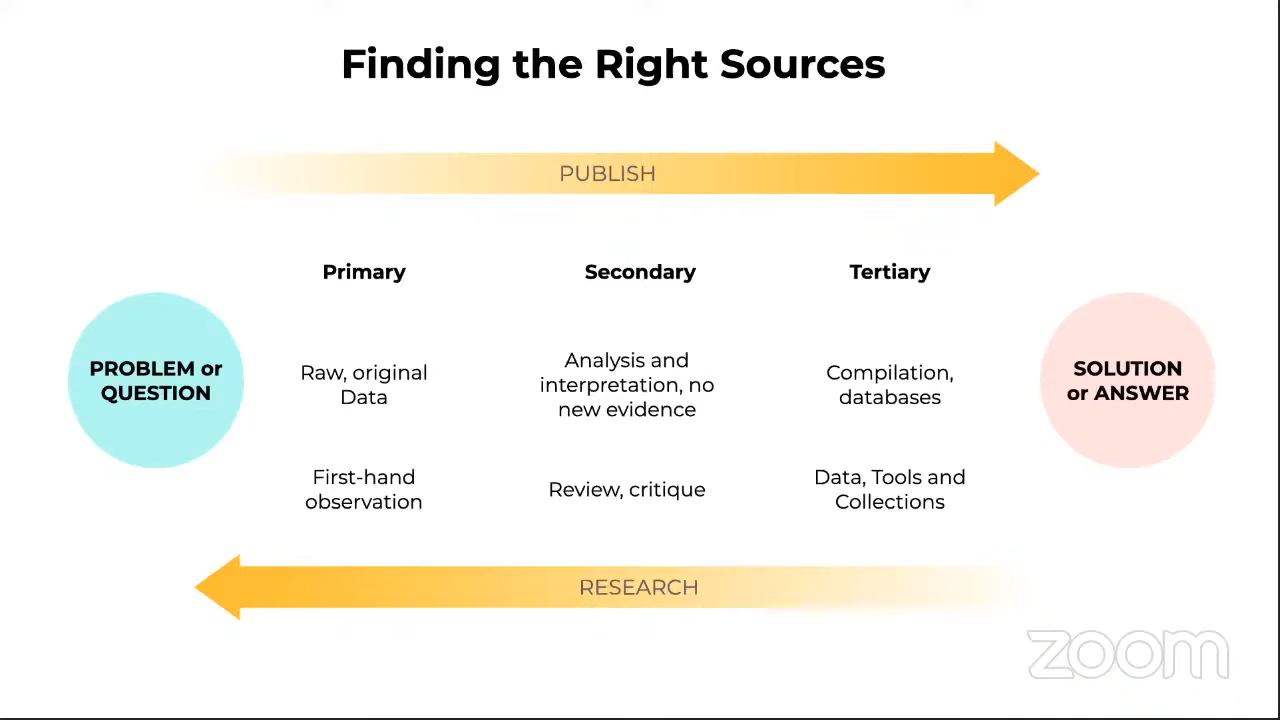 Finding the Right Sources
PUBLISH
Primary
Secondary
Tertiary
PROBLEM or
QUESTION
Raw, original
Data
Analysis and
interpretation, no
new evidence
Compilation,
databases
SOLUTION
or ANSWER
First-hand
observation
Review, critique
Data, Tools and
Collections
RESEARCH
zoom